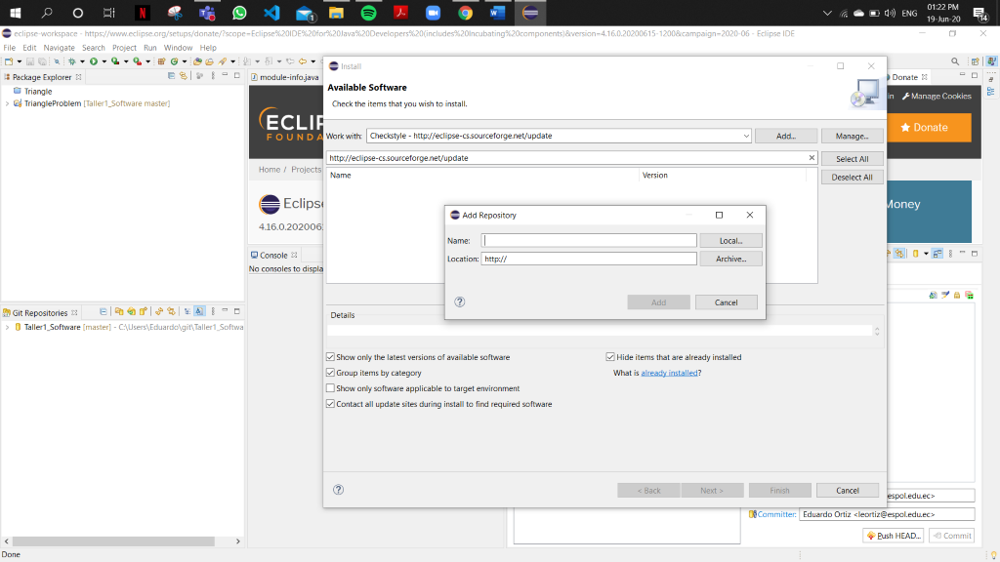 01:22 PM
ENG
19-Jun-20
14
1
eclipse-workspace - https://www.eclipse.org/setups/donate/?scope=Eclipse%20IDE%20for%20Java%20Developers%20(includes%20Incubating%20components)&version=4.16.0.20200615-1200&campaign=2020-06 - Eclipse IDE
File Edit Navigate Search Project Run Window Help
Package Explorer
Triangle
TriangleProblem [Taller1_Software master]
module-info.java
Donate
Manage Cookies
ECLI
FOUNDA
Donate
Home / Projects
Eclipse
4.16.0.202006
Money
Console
No consoles to displa
Git Repositories
Taller1_Software [master] - C:\Users\Eduardo\git\Taller1_Softwa
Install
Available Software
Check the items that you wish to install.
Work with: Checkstyle - http://eclipse-cs.sourceforge.net/update Add... Manage...
http://eclipse-cs.sourceforge.net/update Select All
Name Version Deselect All
Add Repository
Name: Local...
Location: http:// Archive...
Add Cancel
Details
Show only the latest versions of available software Hide items that are already installed
Group items by category What is already installed?
Show only software applicable to target environment
Contact all update sites during install to find required software
< Back Next > Finish Cancel
espol.edu.ec>
Committer: Eduardo Ortiz <leortiz@espol.edu.ec>
Push HEAD... Commit
Done